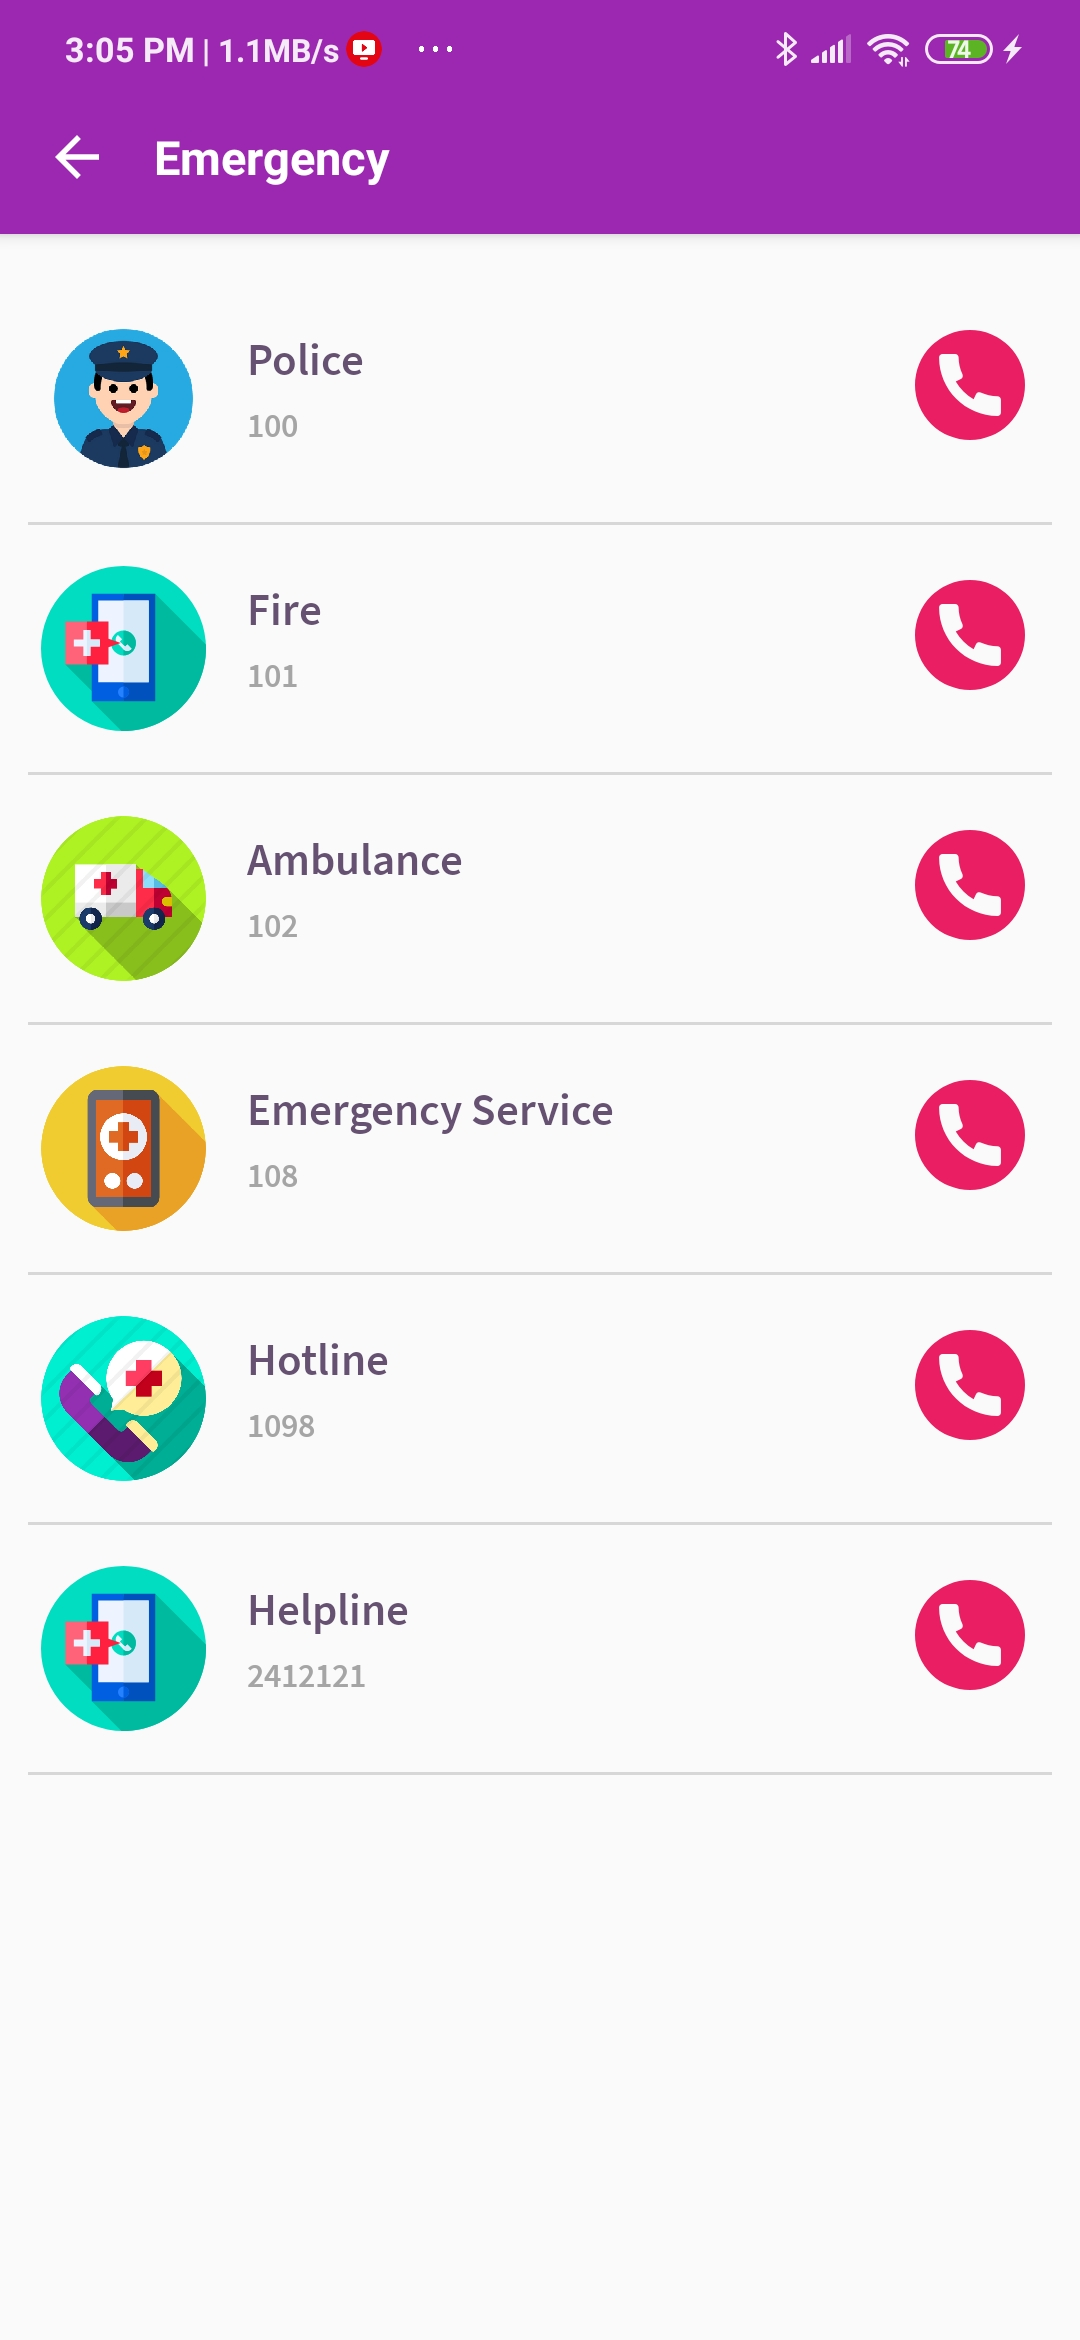 3:05 PM | 1.1MB/s ... 74
Emergency
Police
100
Fire
101
Ambulance
102
Emergency Service
108
Hotline
1098
Helpline
2412121